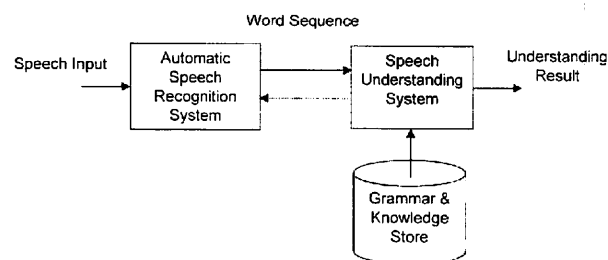 Word Sequence
Speech Input
Automatic
Speech
Recognition
System
Speech
Understanding
System
Understanding
Result
Grammar &
Knowledge
Store